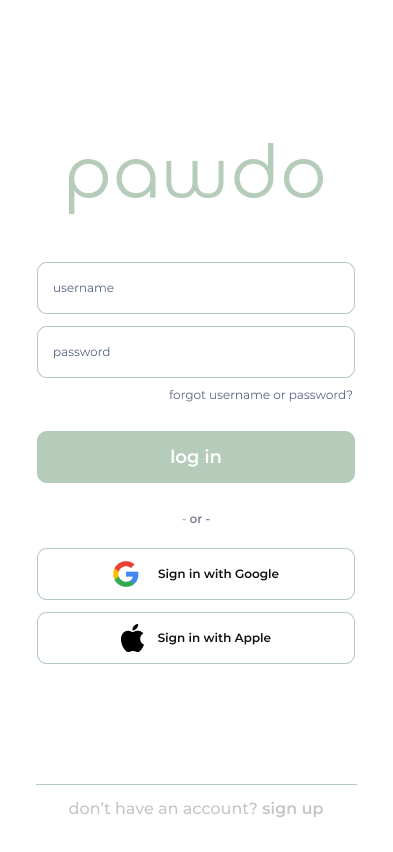 pawdo
username
password
forgot username or password?
log in
- or -
Sign in with Google
Sign in with Apple
don't have an account? sign up